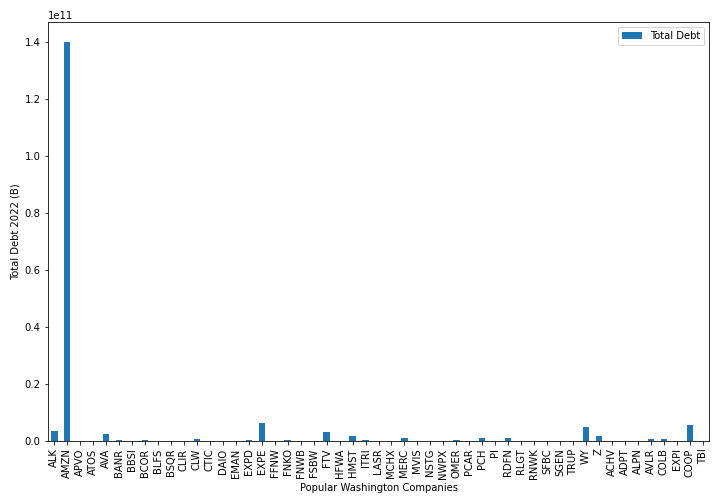 1e11
Total Debt
1.4
1.2
1.0
0.8
0.6
0.4
0.2
0.0
Total Debt 2022 (B)
ALK
AMZN
APVO
ATOS
AVA
BANR
BBSI
BCOR
BLFS
BSQR
CLIR
CLW
CTIC
DAIO
EMAN
EXPD
EXPE
FFNW
FNKO
FNWB
FSBW
FTV
HFWA
HMST
ITRI
LASR
MCHX
MERC
MVIS
NSTG
NWPX
OMER
PCAR
PCH
PI
RDFN
RLGT
RNWK
SFBC
SGEN
TRUP
WY
Z
ACHV
ADPT
ALPN
AVLR
COLB
EXPI
COOP
TBI
Popular Washington Companies